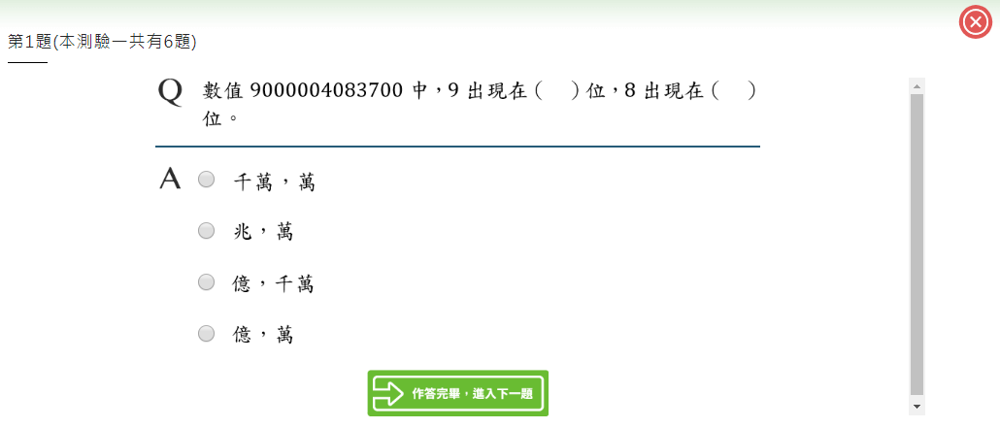 第1題(本測驗一共有6題)
Q 數值 9000004083700 中，9 出現在 (　) 位，8 出現在 (　)
位。
A 千萬，萬
兆，萬
億，千萬
億，萬
作答完畢，進入下一題